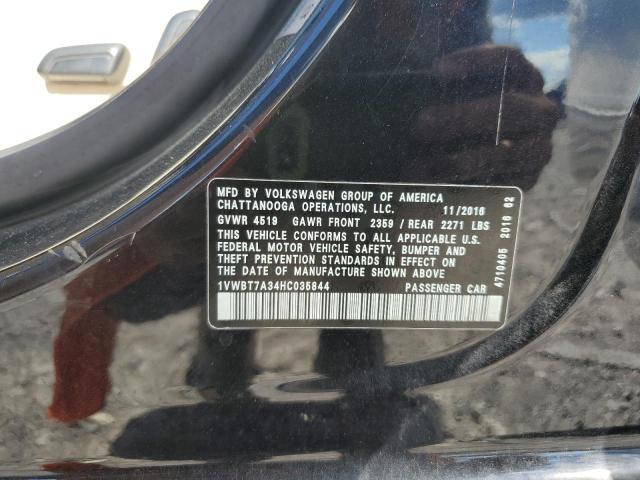 MFD BY VOLKSWAGEN GROUP OF AMERICA
CHATTANOOGA OPERATIONS, LLC. 11/2016
GVWR 4519 GAWR FRONT 2359 / REAR 2271 LBS
THIS VEHICLE CONFORMS TO ALL APPLICABLE U.S.
FEDERAL MOTOR VEHICLE SAFETY, BUMPER AND
THEFT PREVENTION STANDARDS IN EFFECT ON
THE DATE OF MANUFACTURE SHOWN ABOVE
1VWBT7A34HC035844 PASSENGER CAR
4710405 2016 62